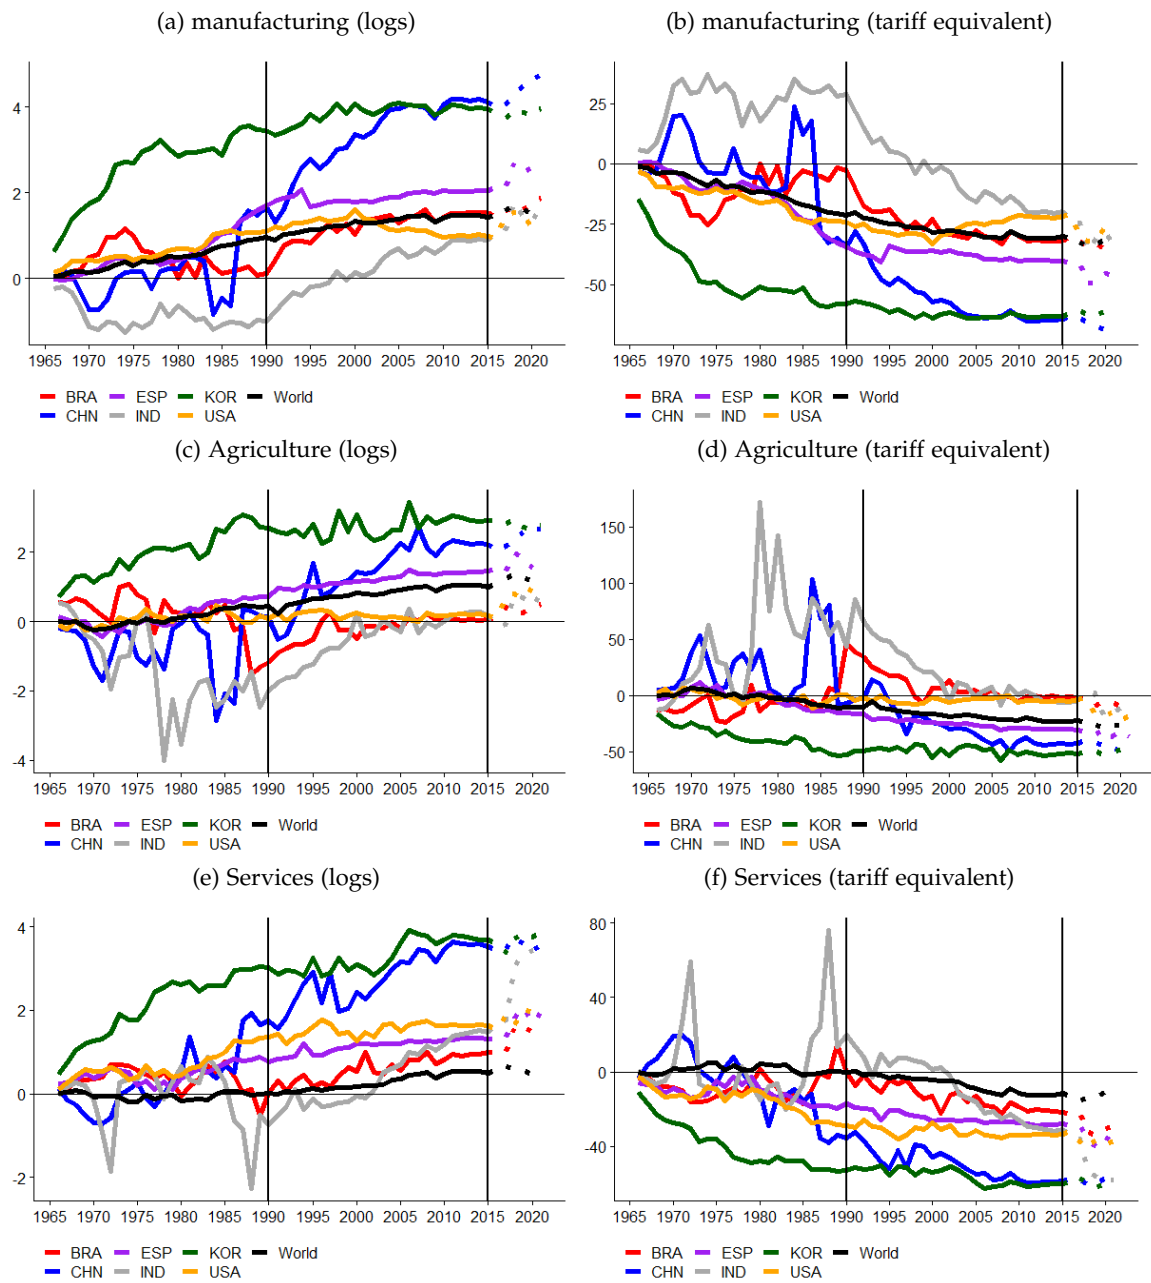 (a) manufacturing (logs)
(b) manufacturing (tariff equivalent)
4
2
0
1965 1970 1975 1980 1985 1990 1995 2000 2005 2010 2015 2020
25
0
-25
-50
1965 1970 1975 1980 1985 1990 1995 2000 2005 2010 2015 2020
BRA ESP KOR World
CHN IND USA
BRA ESP KOR World
CHN IND USA
(c) Agriculture (logs)
(d) Agriculture (tariff equivalent)
2
0
-2
-4
1965 1970 1975 1980 1985 1990 1995 2000 2005 2010 2015 2020
150
100
50
0
-50
1965 1970 1975 1980 1985 1990 1995 2000 2005 2010 2015 2020
BRA ESP KOR World
CHN IND USA
BRA ESP KOR World
CHN IND USA
(e) Services (logs)
(f) Services (tariff equivalent)
4
2
0
-2
1965 1970 1975 1980 1985 1990 1995 2000 2005 2010 2015 2020
80
40
0
-40
1965 1970 1975 1980 1985 1990 1995 2000 2005 2010 2015 2020
BRA ESP KOR World
CHN IND USA
BRA ESP KOR World
CHN IND USA